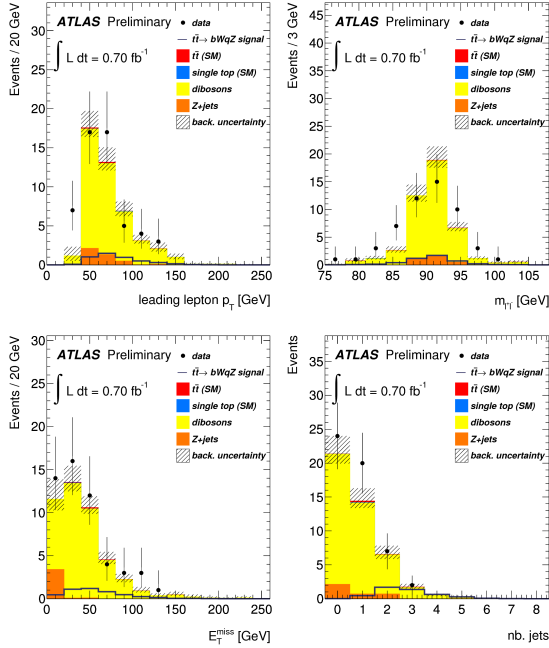 Events / 20 GeV
ATLAS Preliminary
∫ L dt = 0.70 fb-1
data
tt̄→ bWqZ signal
tt̄ (SM)
single top (SM)
dibosons
Z+jets
back. uncertainty
30
25
20
15
10
5
0
0 50 100 150 200 250
leading lepton pT [GeV]
Events / 3 GeV
ATLAS Preliminary
∫ L dt = 0.70 fb-1
data
tt̄→ bWqZ signal
tt̄ (SM)
single top (SM)
dibosons
Z+jets
back. uncertainty
45
40
35
30
25
20
15
10
5
0
75 80 85 90 95 100 105
[GeV]
Events / 20 GeV
ATLAS Preliminary
∫ L dt = 0.70 fb-1
data
tt̄→ bWqZ signal
tt̄ (SM)
single top (SM)
dibosons
Z+jets
back. uncertainty
30
25
20
15
10
5
0
0 50 100 150 200 250
ETmiss [GeV]
Events
ATLAS Preliminary
∫ L dt = 0.70 fb-1
data
tt̄→ bWqZ signal
tt̄ (SM)
single top (SM)
dibosons
Z+jets
back. uncertainty
35
30
25
20
15
10
5
0
0 1 2 3 4 5 6 7 8
nb. jets